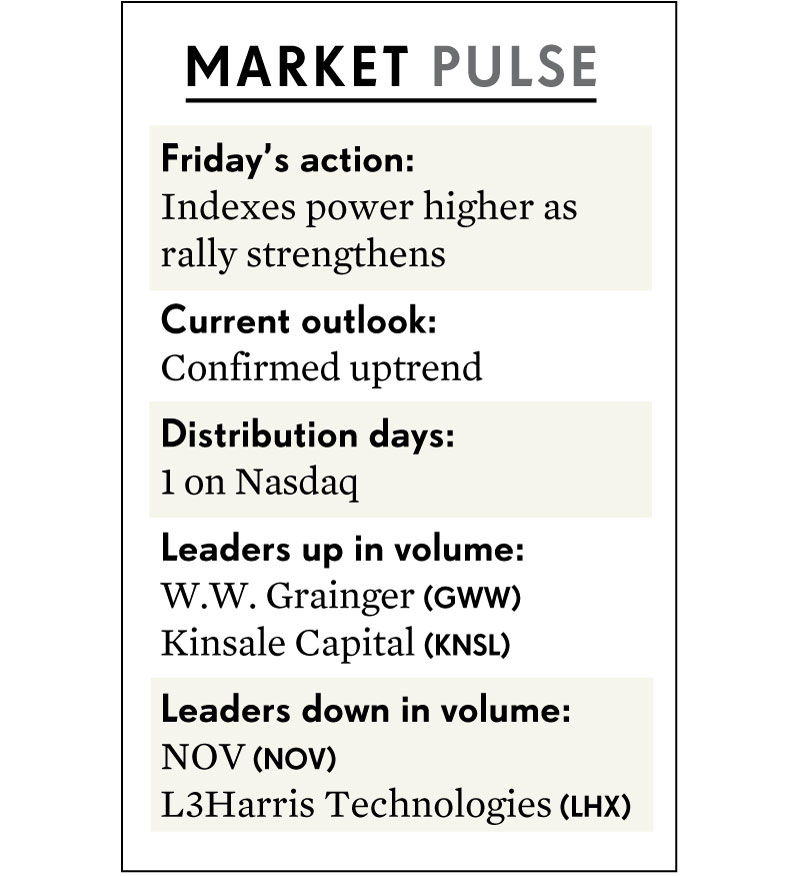 MARKET PULSE
Friday’s action:
Indexes power higher as
rally strengthens
Current outlook:
Confirmed uptrend
Distribution days:
1 on Nasdaq
Leaders up in volume:
W.W. Grainger (GWW)
Kinsale Capital (KNSL)
Leaders down in volume:
NOV (NOV)
L3Harris Technologies (LHX)